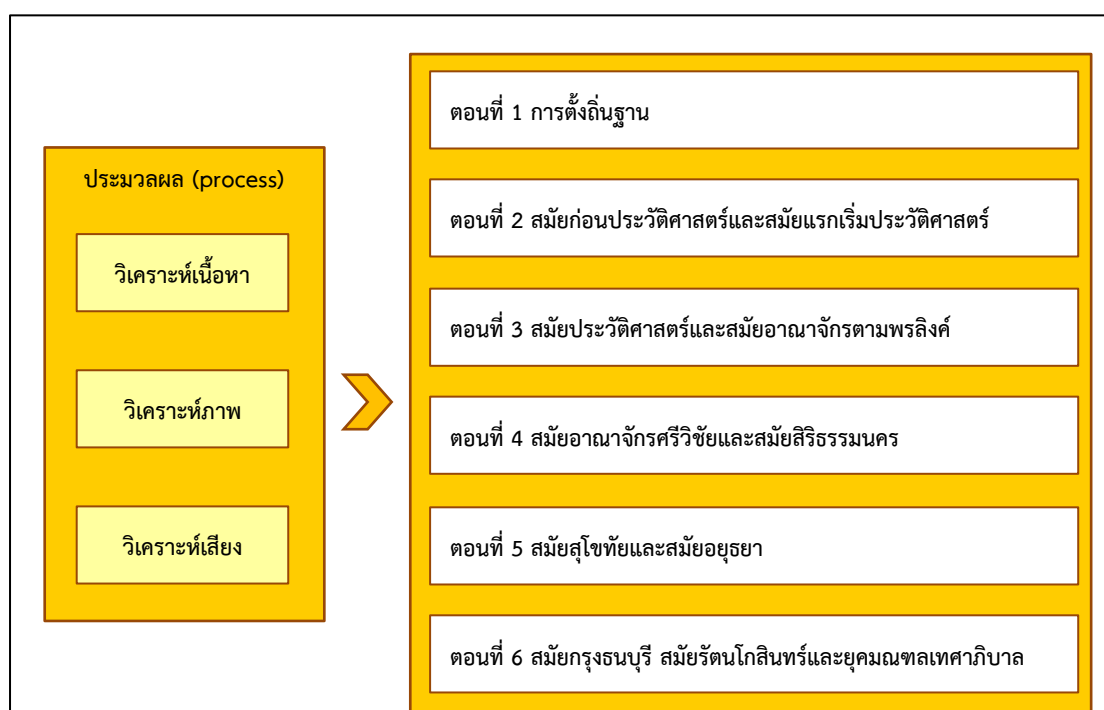 ประมวลผล (process)
วิเคราะห์เนื้อหา
วิเคราะห์ภาพ
วิเคราะห์เสียง
ตอนที่ 1 การตั้งถิ่นฐาน
ตอนที่ 2 สมัยก่อนประวัติศาสตร์และสมัยแรกเริ่มประวัติศาสตร์
ตอนที่ 3 สมัยประวัติศาสตร์และสมัยอาณาจักรตามพรลิงค์
ตอนที่ 4 สมัยอาณาจักรศรีวิชัยและสมัยสิริธรรมนคร
ตอนที่ 5 สมัยสุโขทัยและสมัยอยุธยา
ตอนที่ 6 สมัยกรุงธนบุรี สมัยรัตนโกสินทร์และยุคมณฑลเทศาภิบาล